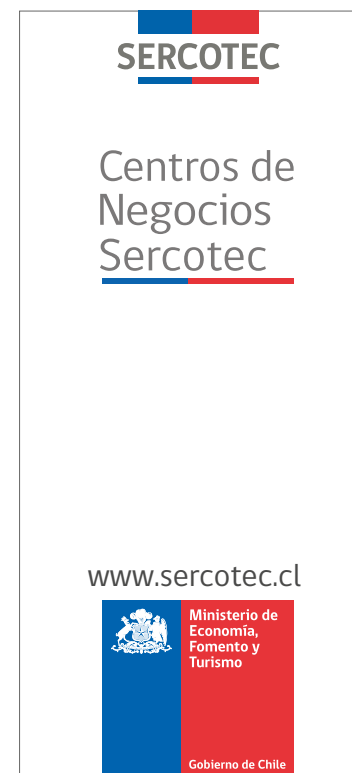 SERCOTEC
Centros de
Negocios
Sercotec
www.sercotec.cl
Ministerio de
Economía,
Fomento y
Turismo
Gobierno de Chile